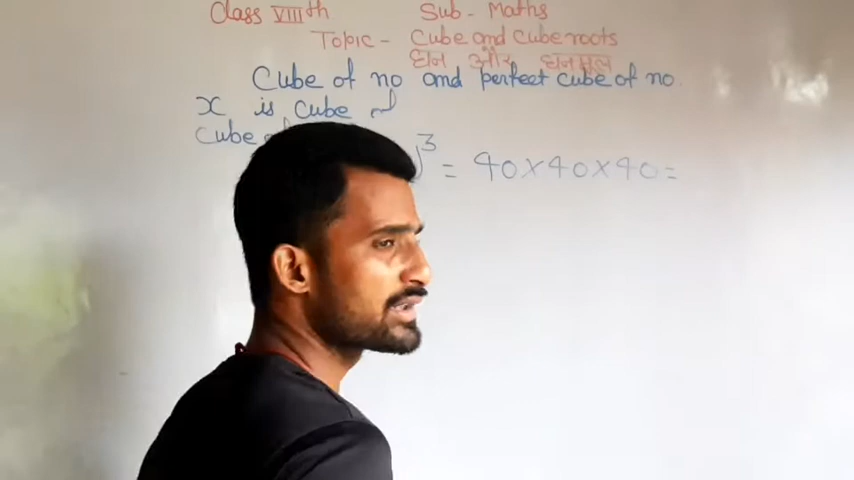 Class VIIIth Sub - Maths
Topic - Cube and Cube roots
घन और घनमूल
Cube of no and perfect cube of no.
x is cube
Cube
)³ = 40×40×40=